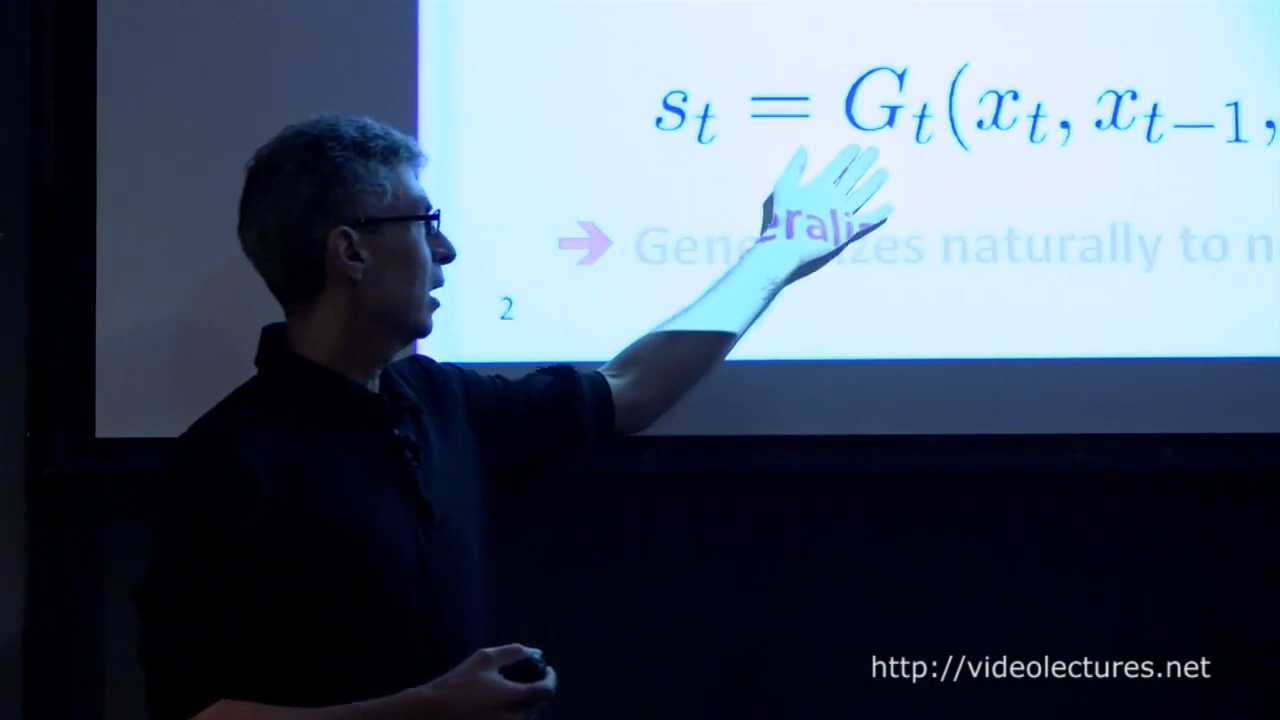 s_t = G_t(x_t, x_{t-1},
➔ Generalizes naturally to n
2
http://videolectures.net